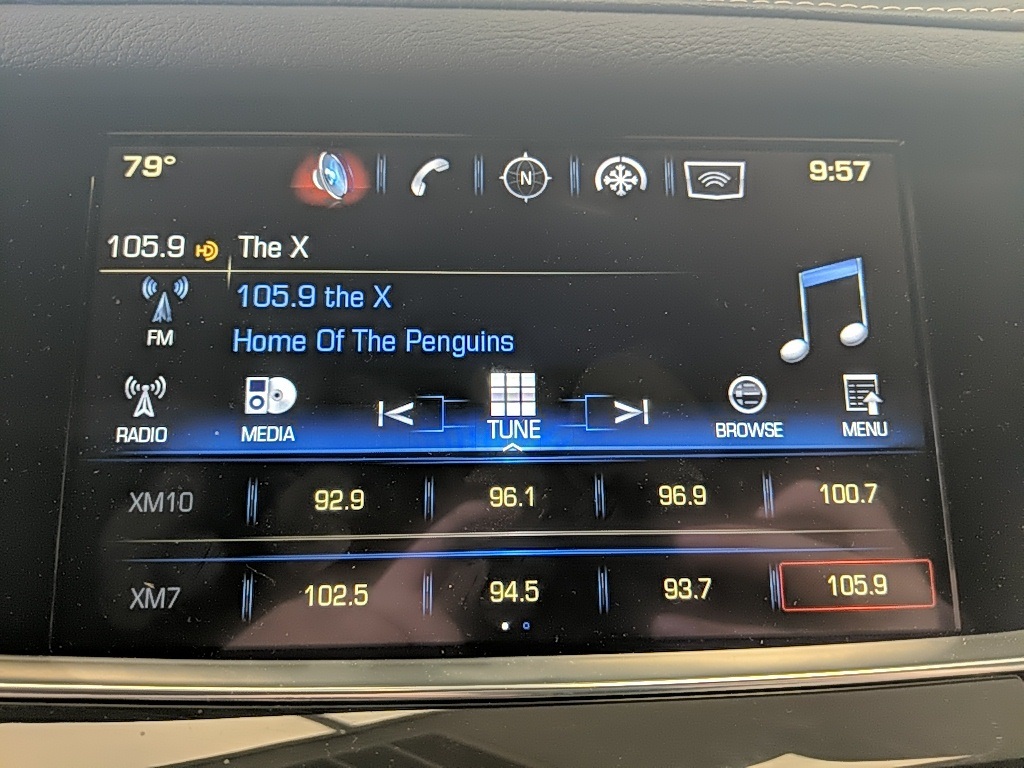 79° N 9:57
105.9 HD The X
105.9 the X
FM
Home Of The Penguins
RADIO MEDIA TUNE BROWSE MENU
XM10 92.9 96.1 96.9 100.7
XM7 102.5 94.5 93.7 105.9